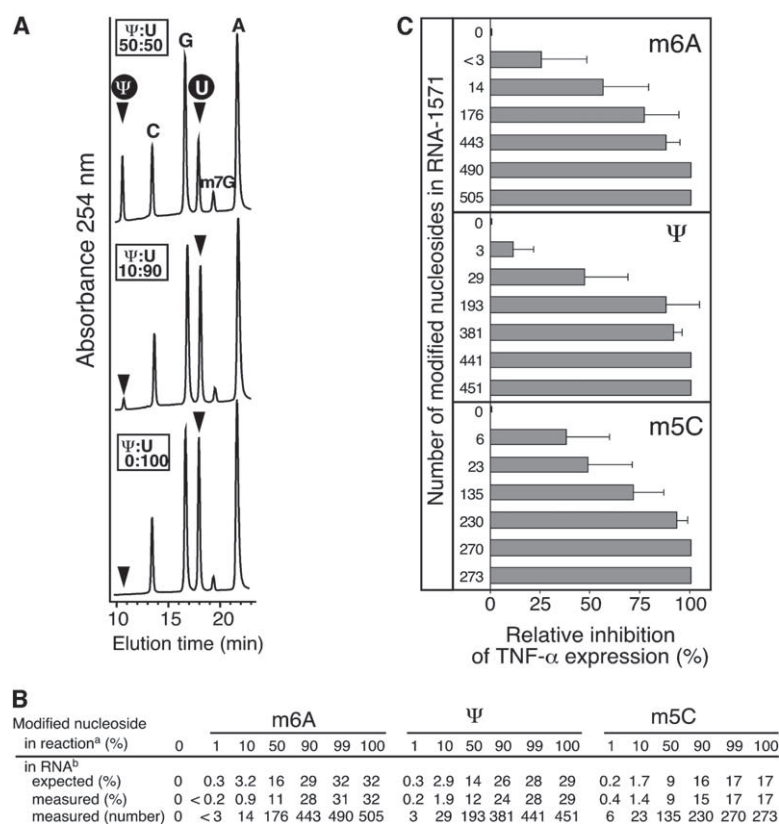 A
Ψ:U
50:50
Ψ
C
G
U
m7G
A
Ψ:U
10:90
Ψ:U
0:100
Absorbance 254 nm
10 15 20
Elution time (min)
C
Number of modified nucleosides in RNA-1571
m6A
0
<3
14
176
443
490
505
Ψ
0
3
29
193
381
441
451
m5C
0
6
23
135
230
270
273
0 25 50 75 100
Relative inhibition
of TNF-α expression (%)
B
Modified nucleoside m6A Ψ m5C
in reactionᵃ (%) 0 1 10 50 90 99 100 1 10 50 90 99 100 1 10 50 90 99 100
in RNAᵇ
expected (%) 0 0.3 3.2 16 29 32 32 0.3 2.9 14 26 28 29 0.2 1.7 9 16 17 17
measured (%) 0 <0.2 0.9 11 28 31 32 0.2 1.9 12 24 28 29 0.4 1.4 9 15 17 17
measured (number) 0 <3 14 176 443 490 505 3 29 193 381 441 451 6 23 135 230 270 273